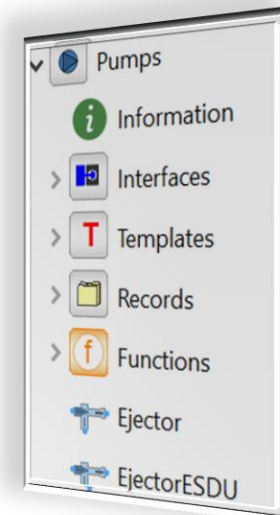 Pumps
Information
Interfaces
Templates
Records
Functions
Ejector
EjectorESDU